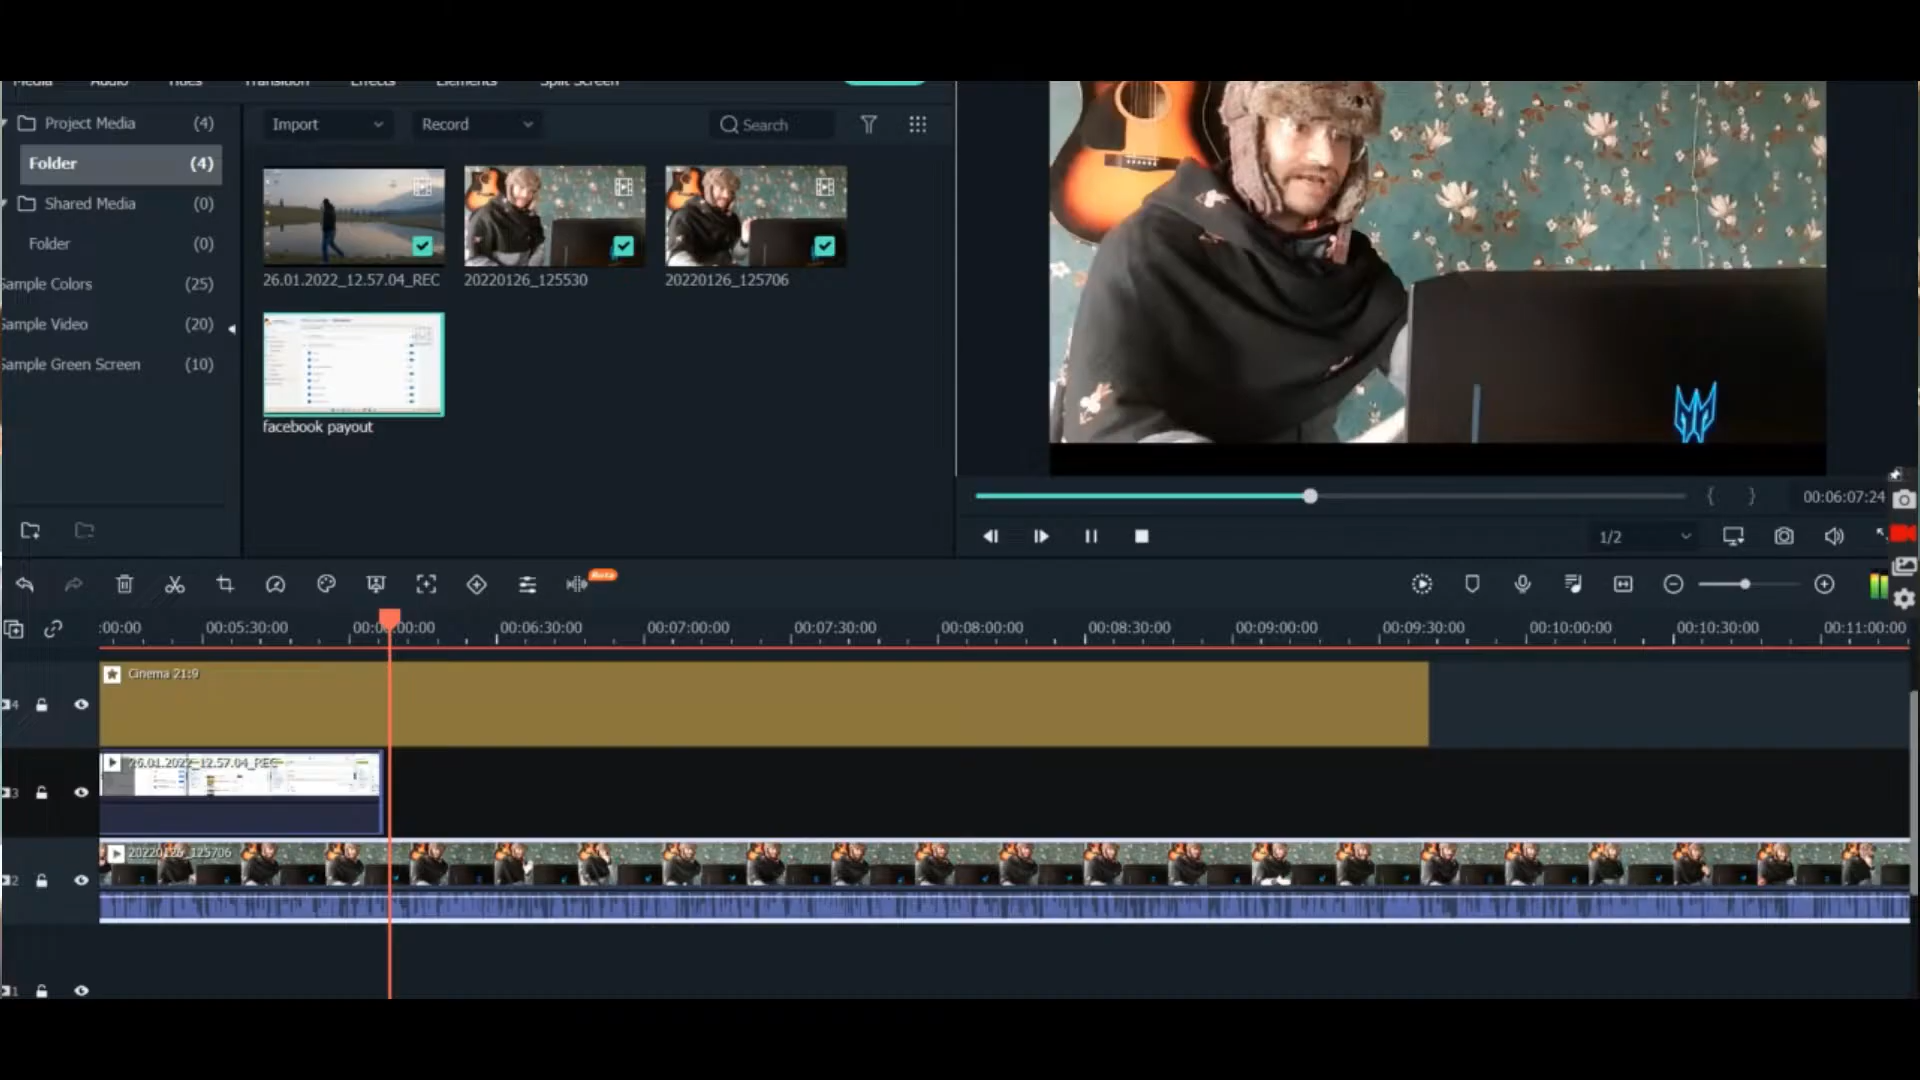 Media Audio Titles Transition Effects Elements Split Screen
Project Media (4)
Import
Record
Search
Folder (4)
Shared Media (0)
Folder (0)
Sample Colors (25)
26.01.2022_12.57.04_REC
20220126_125530
20220126_125706
Sample Video (20)
Sample Green Screen (10)
facebook payout
00:06:07:24
1/2
Beta
:00:00 00:05:30:00 00:06:00:00 00:06:30:00 00:07:00:00 00:07:30:00 00:08:00:00 00:08:30:00 00:09:00:00 00:09:30:00 00:10:00:00 00:10:30:00 00:11:00:00
Cinema 21:9
4
26.01.2022_12.57.04_REC
3
20220126_125706
2
1